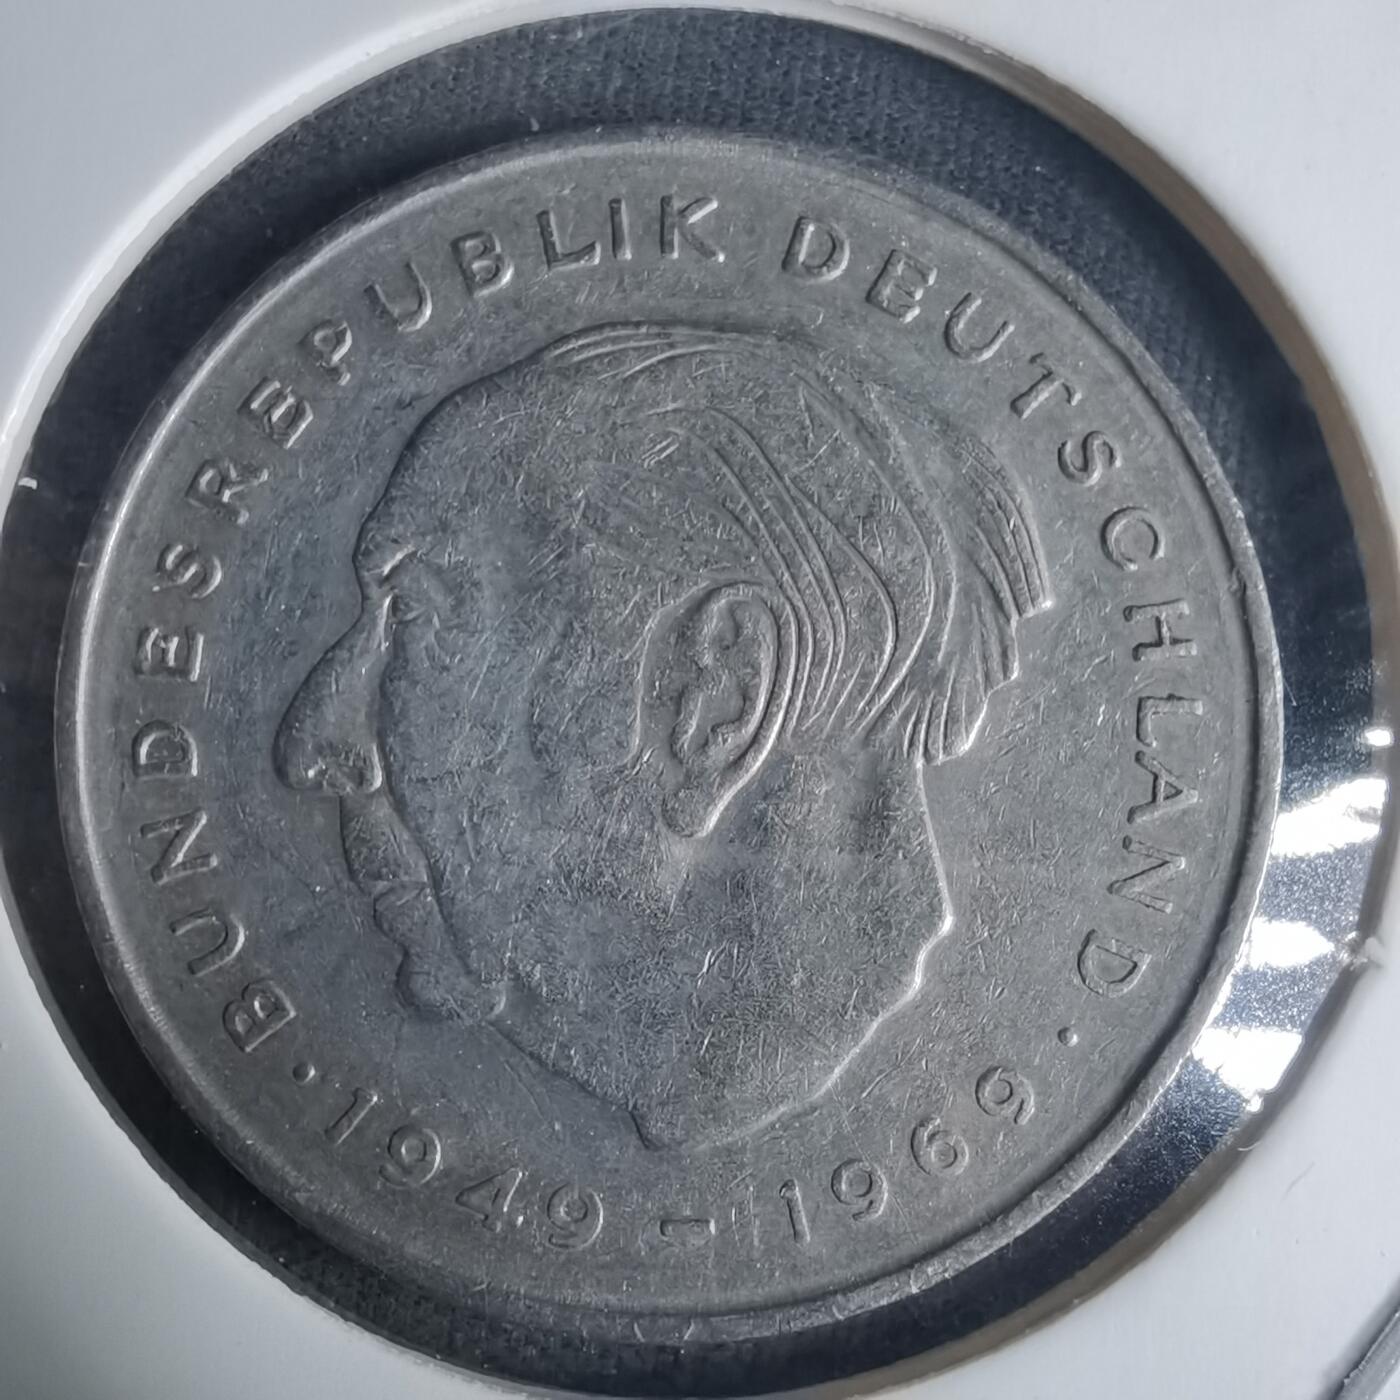 BUNDESREPUBLIK DEUTSCHLAND
· 1949 - 1969 ·